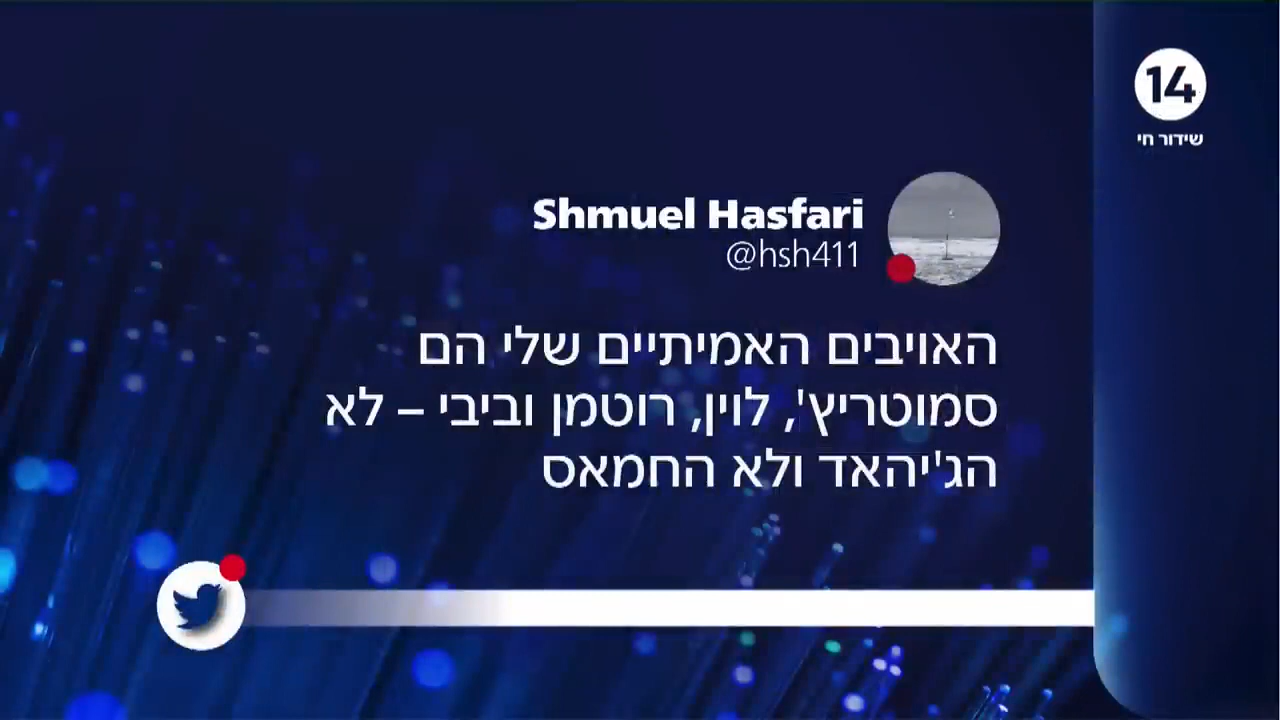 14
שידור חי
Shmuel Hasfari
@hsh411
האויבים האמיתיים שלי הם
סמוטריץ', לוין, רוטמן וביבי – לא
הג'יהאד ולא החמאס